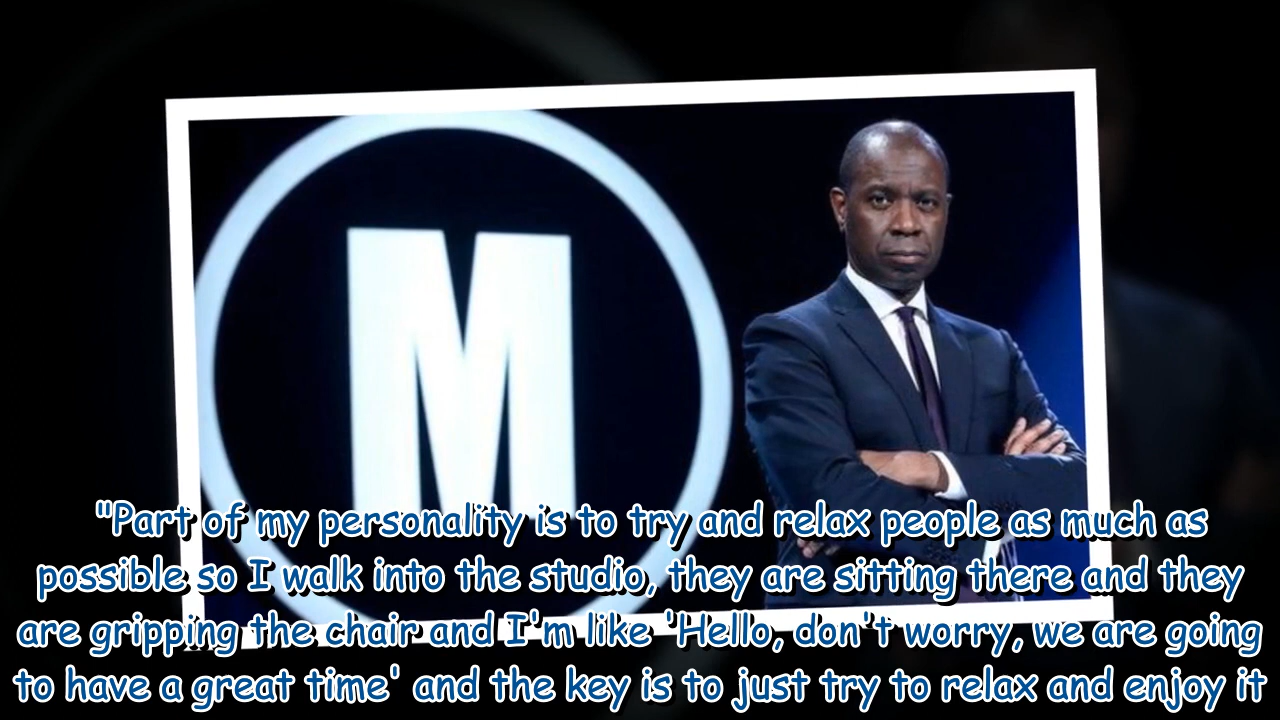 M
"Part of my personality is to try and relax people as much as
possible so I walk into the studio, they are sitting there and they
are gripping the chair and I'm like 'Hello, don't worry, we are going
to have a great time' and the key is to just try to relax and enjoy it